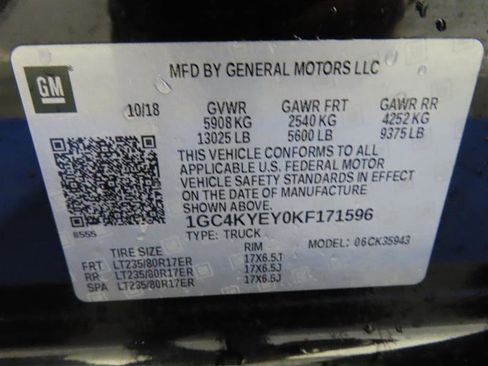 GM
MFD BY GENERAL MOTORS LLC
10/18 GVWR GAWR FRT GAWR RR
5908 KG 2540 KG 4252 KG
13025 LB 5600 LB 9375 LB
THIS VEHICLE CONFORMS TO ALL
APPLICABLE U.S. FEDERAL MOTOR
VEHICLE SAFETY STANDARDS IN EFFECT
ON THE DATE OF MANUFACTURE
SHOWN ABOVE.
1GC4KYEY0KF171596
8555 TYPE: TRUCK MODEL: 06CK35943
TIRE SIZE RIM
FRT LT235/80R17ER 17X6.5J
RR LT235/80R17ER 17X6.5J
SPA LT235/80R17ER 17X6.5J